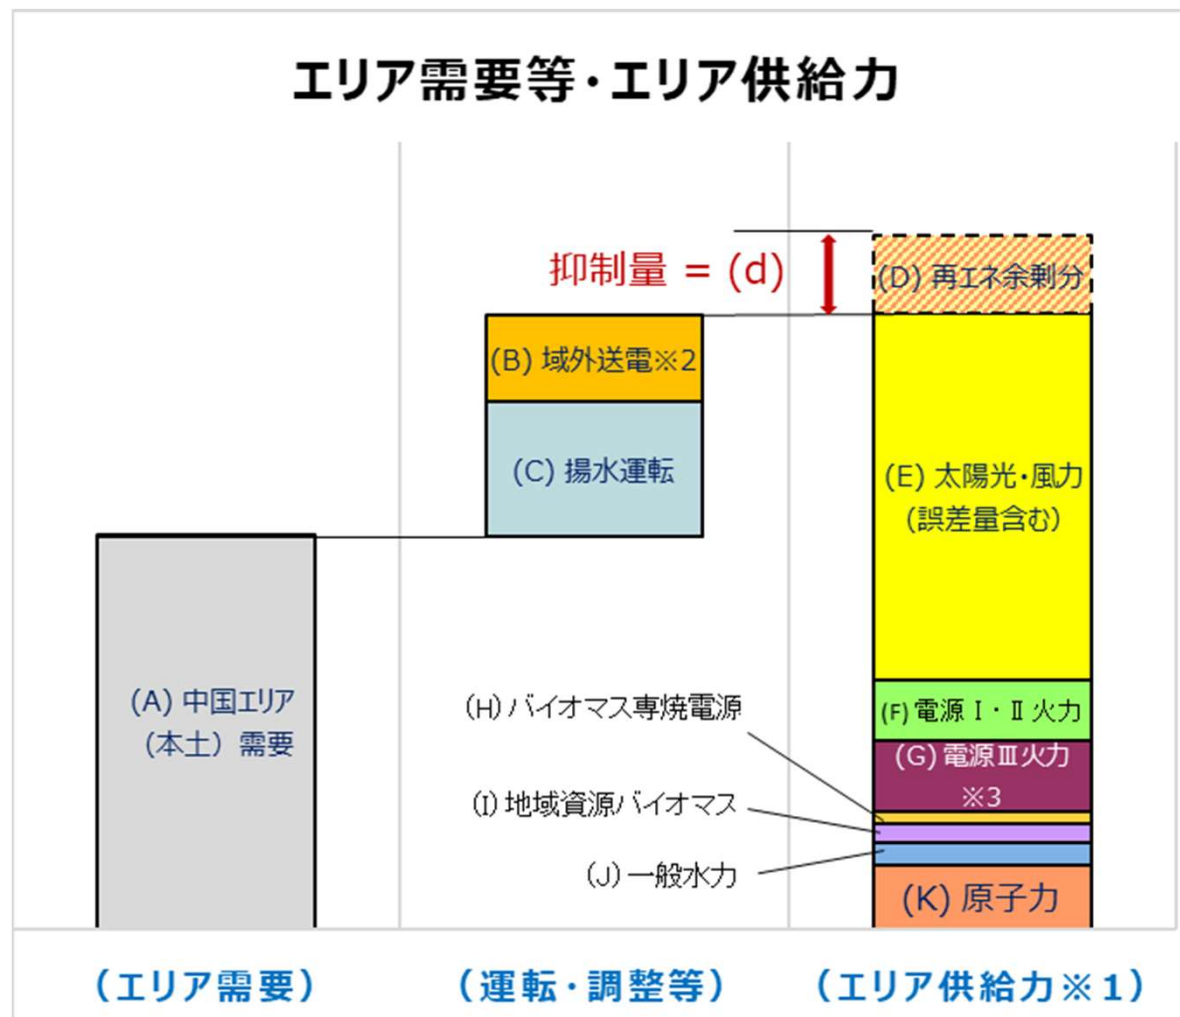 エリア需要等・エリア供給力
抑制量 = (d)
(D) 再エネ余剰分
(B) 域外送電※2
(C) 揚水運転
(E) 太陽光・風力
(誤差量含む)
(A) 中国エリア
(本土) 需要
(F) 電源Ⅰ・Ⅱ火力
(G) 電源Ⅲ火力
※3
(H) バイオマス専焼電源
(I) 地域資源バイオマス
(J) 一般水力
(K) 原子力
(エリア需要)
(運転・調整等)
(エリア供給力※1)